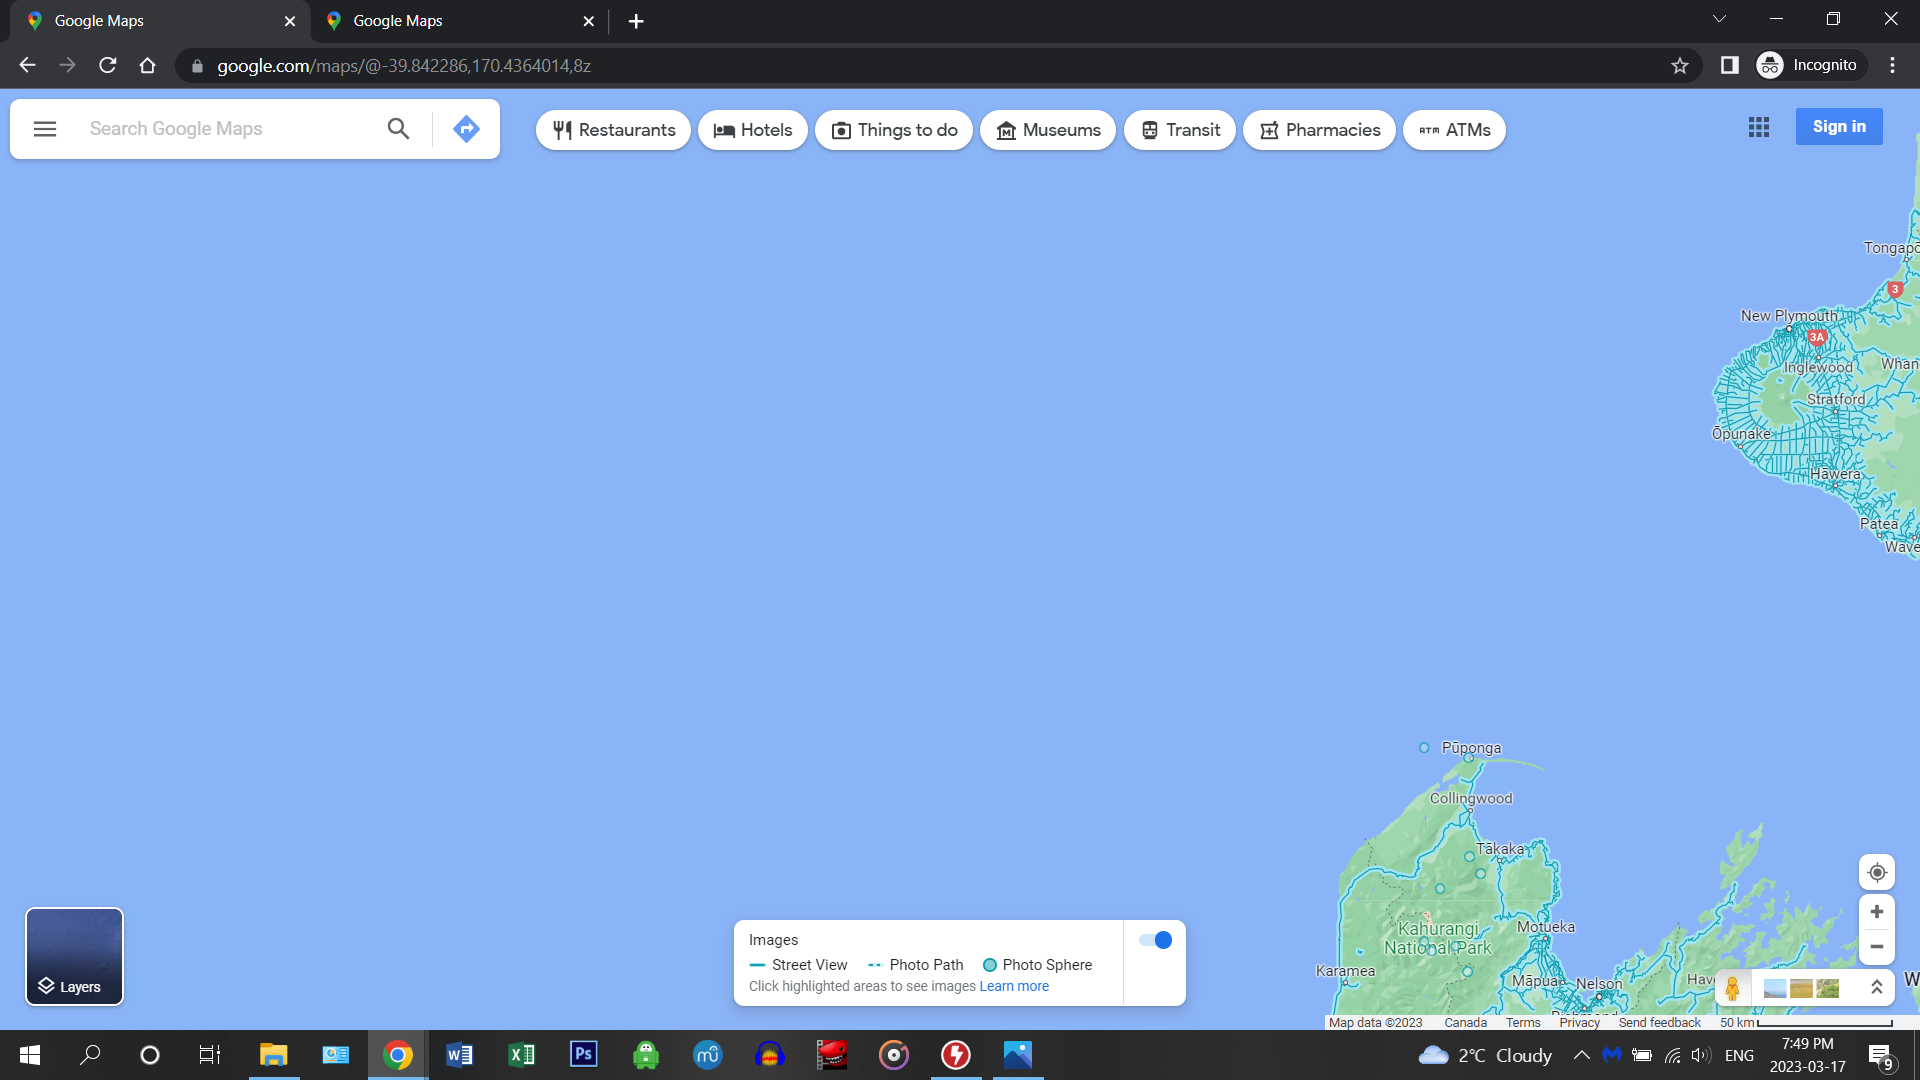 Google Maps
Google Maps
google.com/maps/@-39.842286,170.4364014,8z
Incognito
Search Google Maps
Restaurants
Hotels
Things to do
Museums
Transit
Pharmacies
ATM ATMs
Sign in
3
New Plymouth
3A
Inglewood
Stratford
Ōpunake
Hāwera
Patea
Pūponga
Collingwood
Tākaka
Kahurangi
National Park
Motueka
Karamea
Māpua
Nelson
Layers
Images
Street View
Photo Path
Photo Sphere
Click highlighted areas to see images Learn more
Map data ©2023 Canada Terms Privacy Send feedback 50 km
W
X
Ps
mu
2°C Cloudy
ENG
7:49 PM
2023-03-17
9